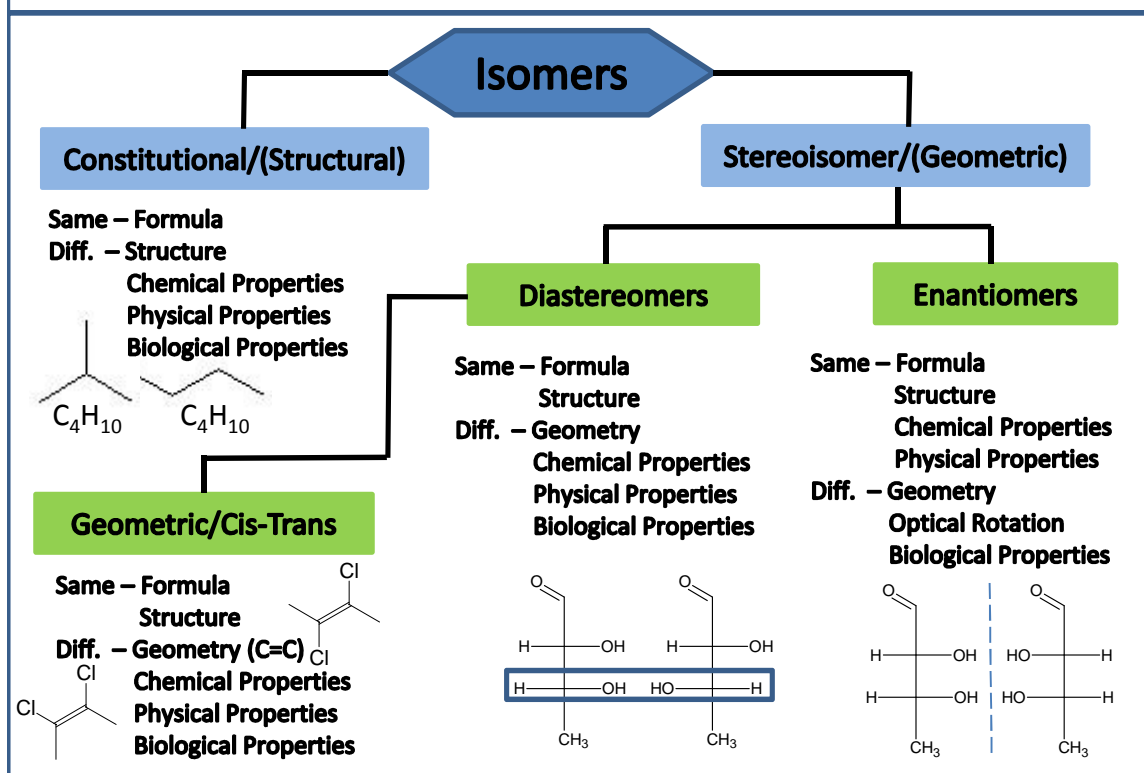 Isomers
Constitutional/(Structural)
Same – Formula
Diff. – Structure
Chemical Properties
Physical Properties
Biological Properties
C4H10
C4H10
Stereoisomer/(Geometric)
Diastereomers
Same – Formula
Structure
Diff. – Geometry
Chemical Properties
Physical Properties
Biological Properties
O
O
H
OH
H
OH
H
OH
HO
H
CH3
CH3
Enantiomers
Same – Formula
Structure
Chemical Properties
Physical Properties
Diff. – Geometry
Optical Rotation
Biological Properties
O
O
H
OH
HO
H
H
OH
HO
H
CH3
CH3
Geometric/Cis-Trans
Same – Formula
Structure
Diff. – Geometry (C=C)
Chemical Properties
Physical Properties
Biological Properties
Cl
Cl
Cl
Cl